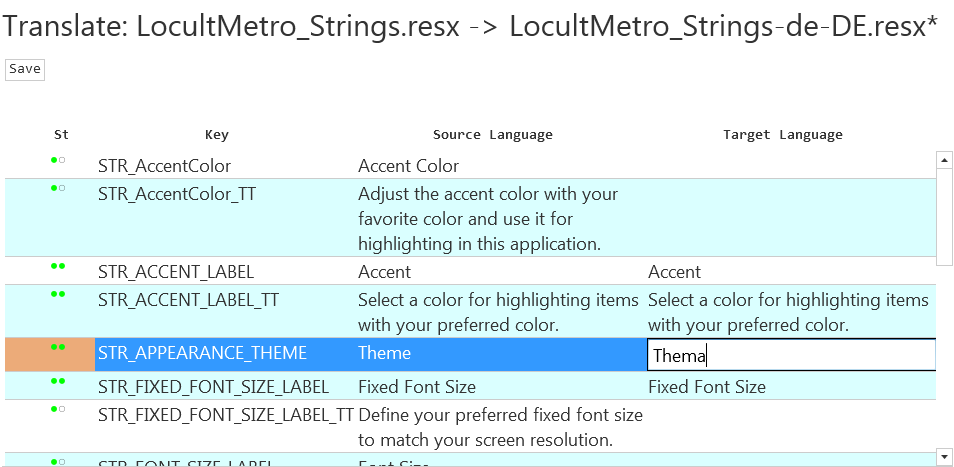 Translate: LocultMetro_Strings.resx -> LocultMetro_Strings-de-DE.resx*
Save
St Key Source Language Target Language
STR_AccentColor Accent Color
STR_AccentColor_TT Adjust the accent color with your
favorite color and use it for
highlighting in this application.
STR_ACCENT_LABEL Accent Accent
STR_ACCENT_LABEL_TT Select a color for highlighting items Select a color for highlighting items
with your preferred color. with your preferred color.
STR_APPEARANCE_THEME Theme Thema
STR_FIXED_FONT_SIZE_LABEL Fixed Font Size Fixed Font Size
STR_FIXED_FONT_SIZE_LABEL_TT Define your preferred fixed font size
to match your screen resolution.
STR_FONT_SIZE_LABEL Font Size